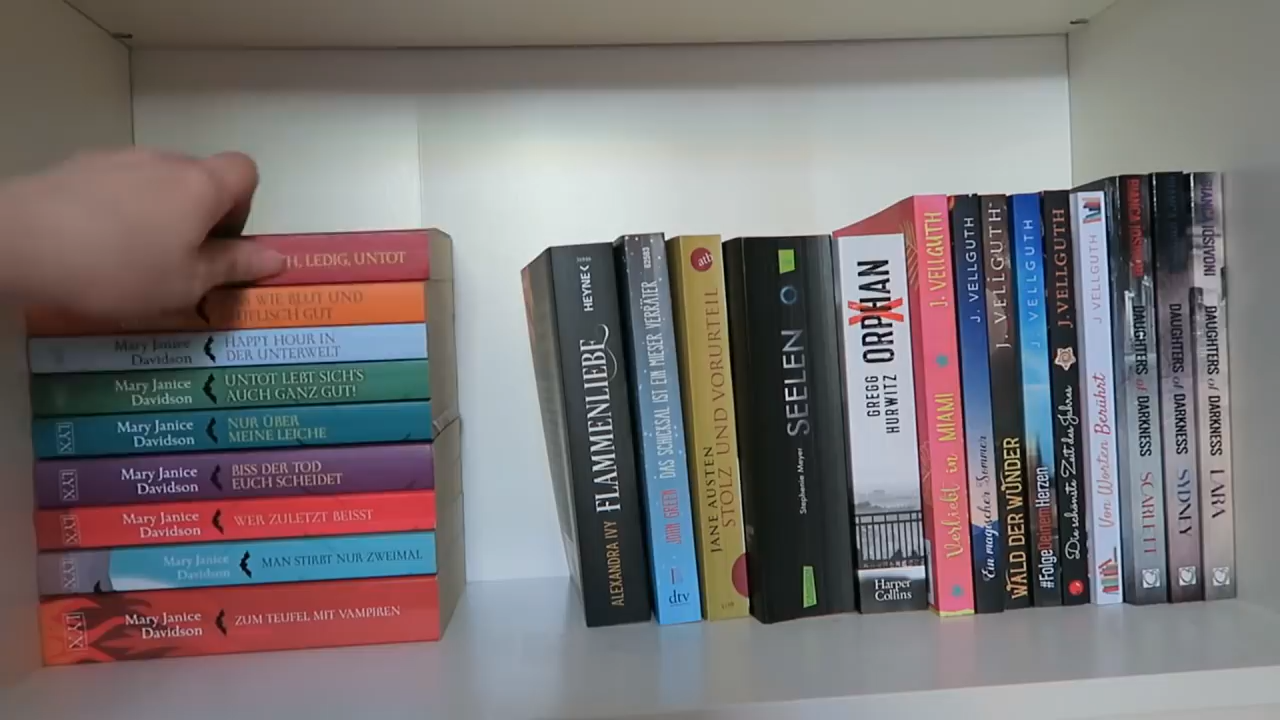 H, LEDIG, UNTOT
WIE BLUT UND
FLISCH GUT
Mary Janice
Davidson
HAPPY HOUR IN
DER UNTERWELT
Mary Janice
Davidson
UNTOT LEBT SICH'S
AUCH GANZ GUT!
LYX
Mary Janice
Davidson
NUR ÜBER
MEINE LEICHE
LYX
Mary Janice
Davidson
BISS DER TOD
EUCH SCHEIDET
LYX
Mary Janice
Davidson
WER ZULETZT BEISST
LYX
Mary Janice
Davidson
MAN STIRBT NUR ZWEIMAL
LYX
Mary Janice
Davidson
ZUM TEUFEL MIT VAMPIREN
ALEXANDRA IVY FLAMMENLIEBE HEYNE
dtv JOHN GREEN DAS SCHICKSAL IST EIN MIESER VERRÄTER 62583
JANE AUSTEN
STOLZ UND VORURTEIL
atb
Stephenie Meyer SEELEN
GREGG
HURWITZ
ORPHAN
X
Harper
Collins
Verliebt in MIAMI J. VELLGUTH
Ein magischer Sommer J. VELLGUTH
WALD DER WUNDER J. VELLGUTH
#FolgeDeinemHerzen J. VELLGUTH
Die schönste Zeit des Jahres J. VELLGUTH
Von Worten Berührt J. VELLGUTH
SCARLETT DAUGHTERS of DARKNESS BIANCA IOSIVONI
SYDNEY DAUGHTERS of DARKNESS
LARA DAUGHTERS of DARKNESS BIANCA IOSIVONI